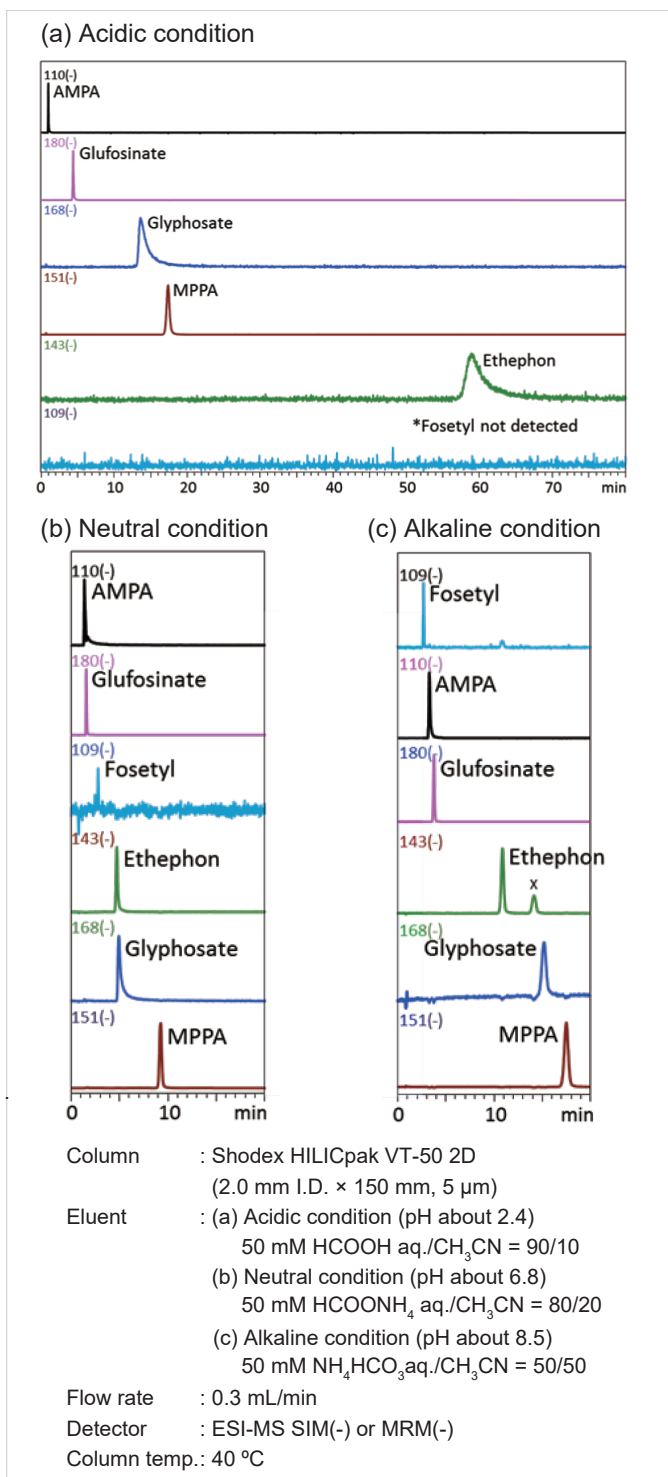 (a) Acidic condition
110(-)
AMPA
180(-)
Glufosinate
168(-)
Glyphosate
151(-)
MPPA
143(-)
Ethephon
*Fosetyl not detected
109(-)
0 10 20 30 40 50 60 70 min
(b) Neutral condition
110(-)
AMPA
180(-)
Glufosinate
109(-)
Fosetyl
143(-)
Ethephon
168(-)
Glyphosate
151(-)
MPPA
0 10 min
(c) Alkaline condition
109(-)
Fosetyl
110(-)
AMPA
180(-)
Glufosinate
143(-)
Ethephon
x
168(-)
Glyphosate
151(-)
MPPA
0 10 min
Column : Shodex HILICpak VT-50 2D
(2.0 mm I.D. × 150 mm, 5 µm)
Eluent : (a) Acidic condition (pH about 2.4)
50 mM HCOOH aq./CH₃CN = 90/10
(b) Neutral condition (pH about 6.8)
50 mM HCOONH₄ aq./CH₃CN = 80/20
(c) Alkaline condition (pH about 8.5)
50 mM NH₄HCO₃aq./CH₃CN = 50/50
Flow rate : 0.3 mL/min
Detector : ESI-MS SIM(-) or MRM(-)
Column temp.: 40 ºC